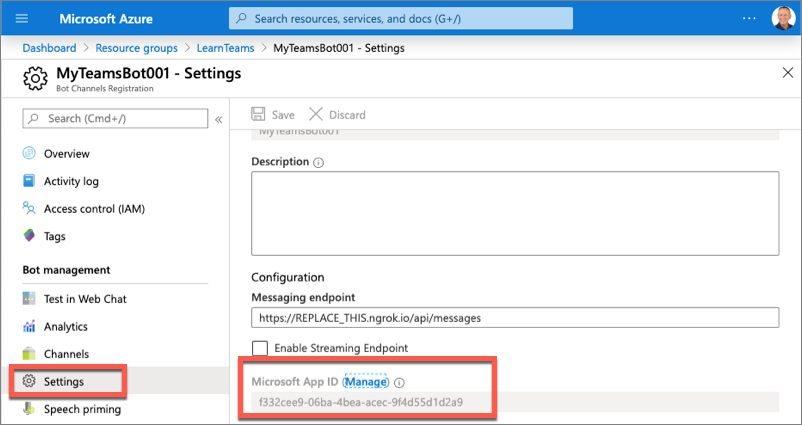 Microsoft Azure
Search resources, services, and docs (G+/)
...
Dashboard > Resource groups > LearnTeams > MyTeamsBot001 - Settings
MyTeamsBot001 - Settings
Bot Channels Registration
Search (Cmd+/)
Save
Discard
MyTeamsBot001
Overview
Activity log
Access control (IAM)
Tags
Bot management
Test in Web Chat
Analytics
Channels
Settings
Speech priming
Description
Configuration
Messaging endpoint
https://REPLACE_THIS.ngrok.io/api/messages
Enable Streaming Endpoint
Microsoft App ID (Manage)
f332cee9-06ba-4bea-acec-9f4d55d1d2a9